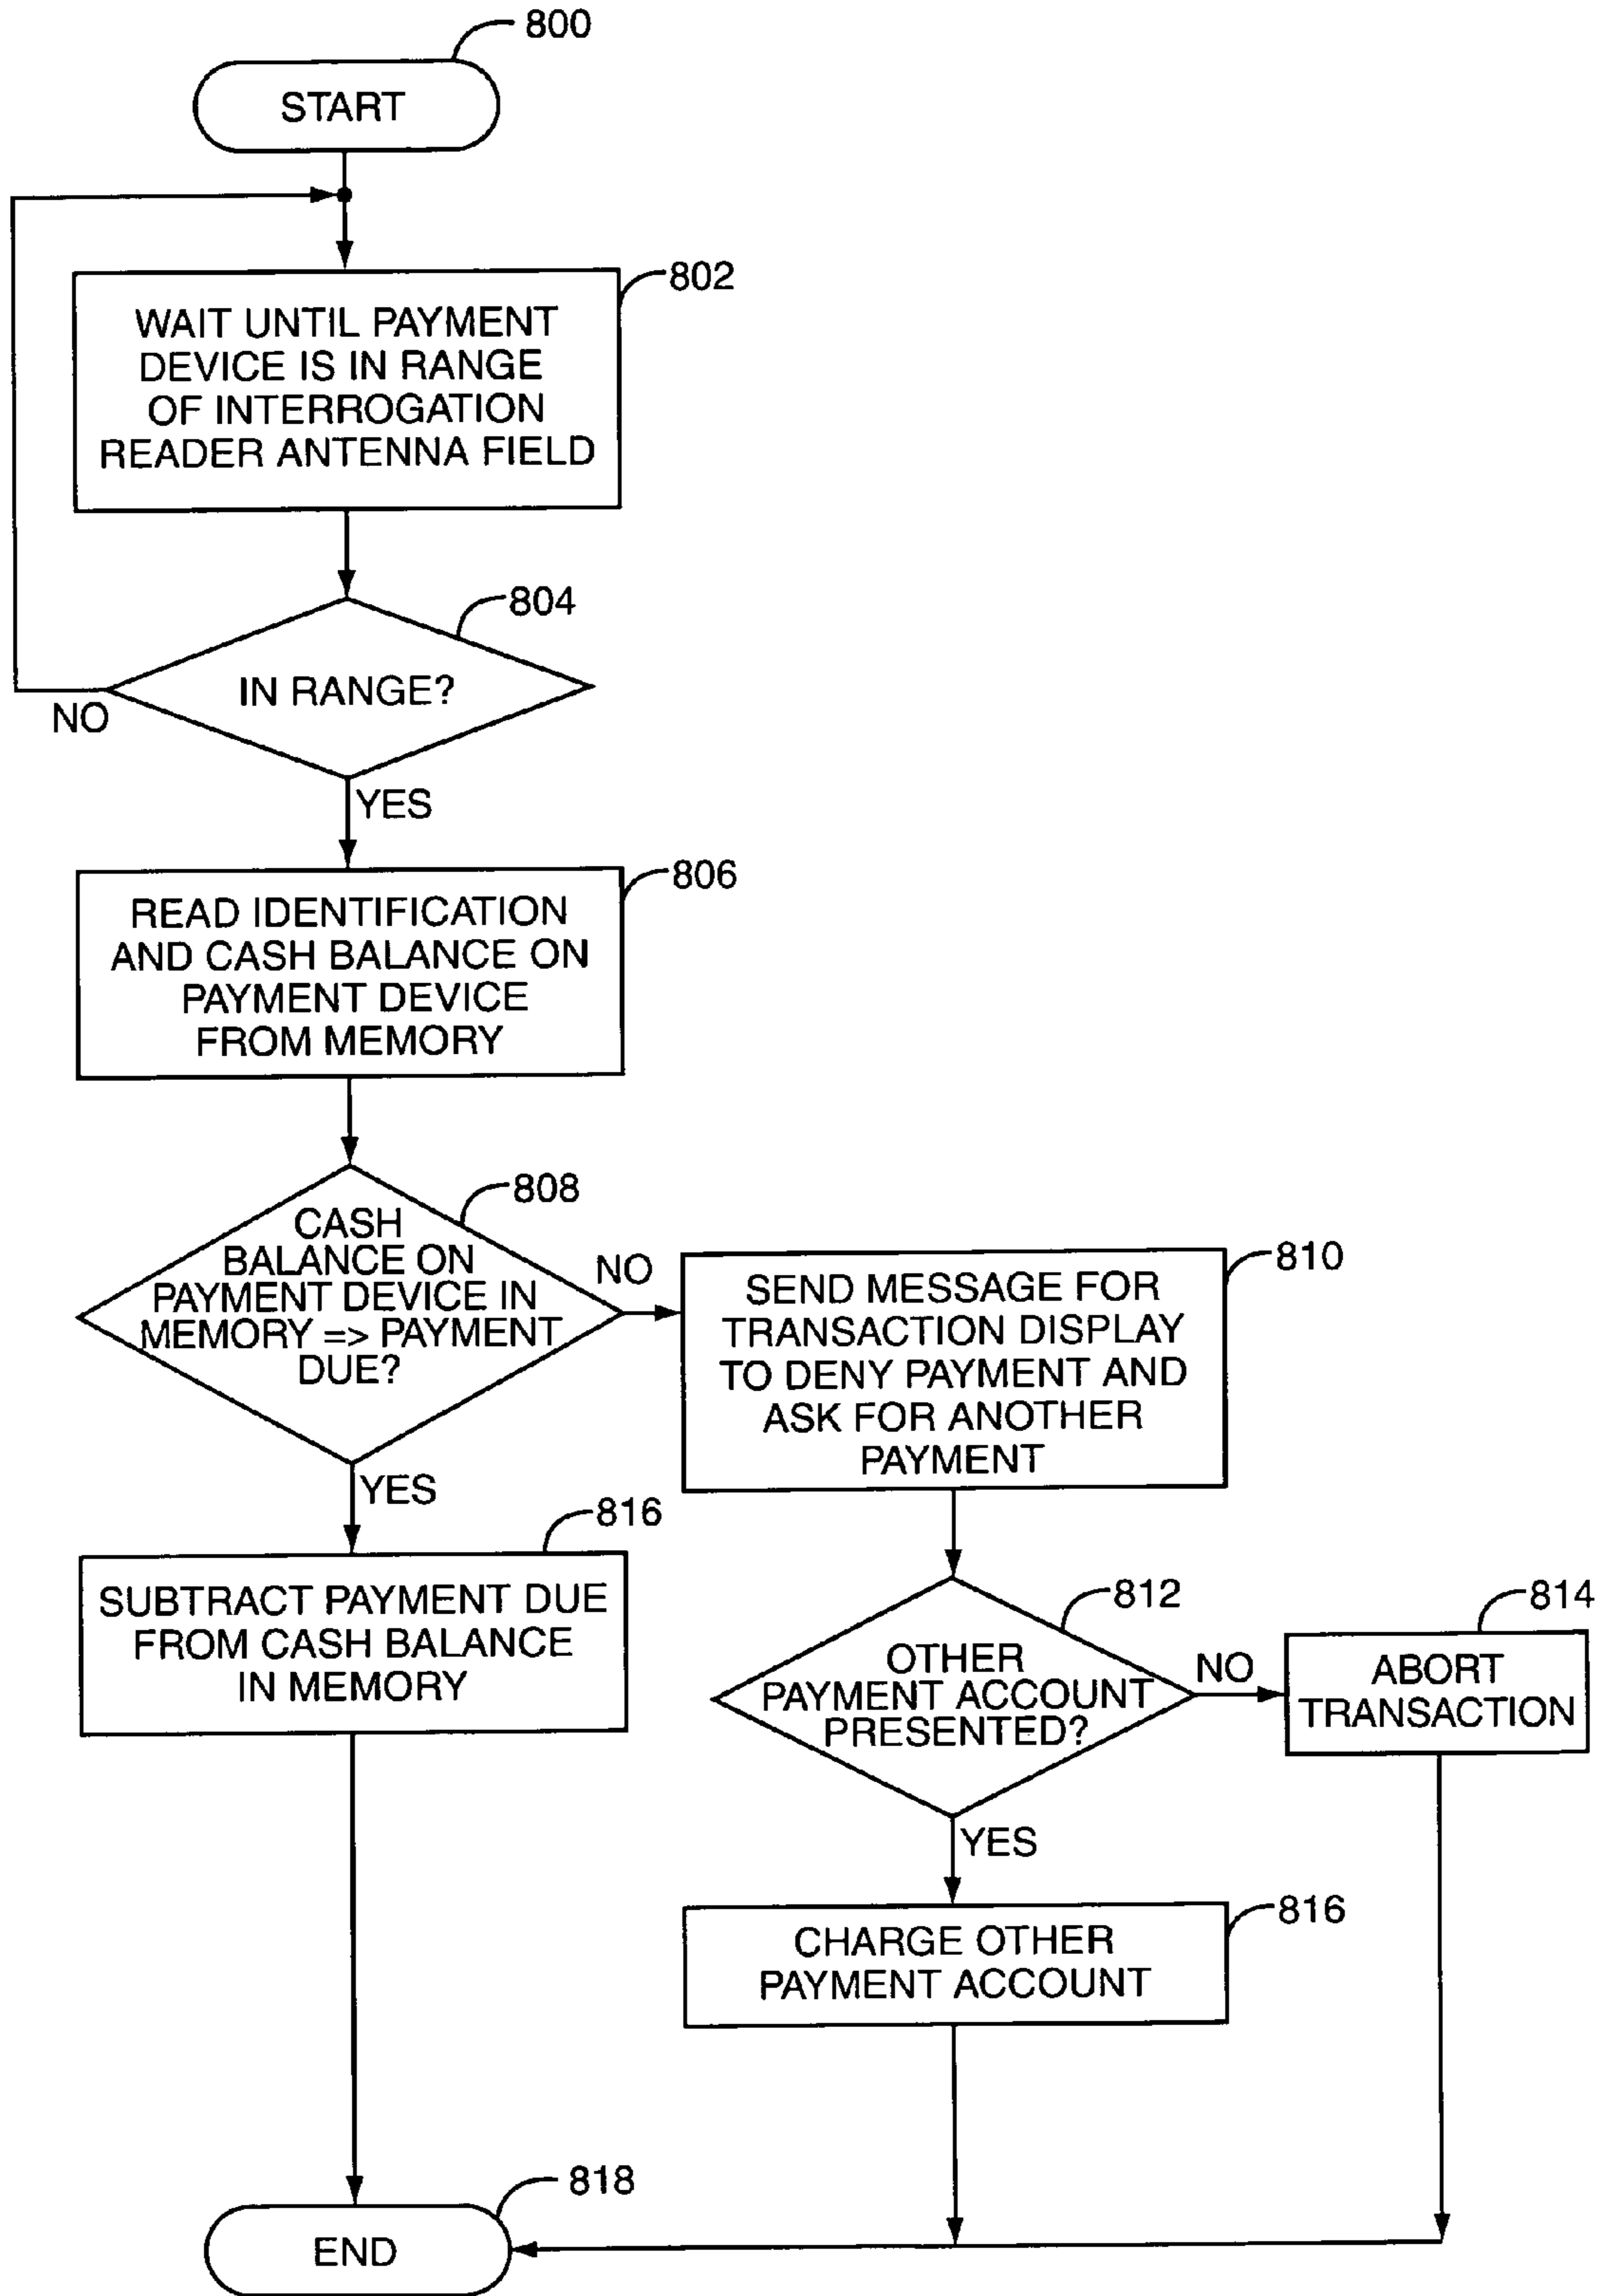 800
START
802
WAIT UNTIL PAYMENT
DEVICE IS IN RANGE
OF INTERROGATION
READER ANTENNA FIELD
804
IN RANGE?
NO
YES
806
READ IDENTIFICATION
AND CASH BALANCE ON
PAYMENT DEVICE
FROM MEMORY
808
CASH
BALANCE ON
PAYMENT DEVICE IN
MEMORY => PAYMENT
DUE?
NO
810
SEND MESSAGE FOR
TRANSACTION DISPLAY
TO DENY PAYMENT AND
ASK FOR ANOTHER
PAYMENT
YES
816
SUBTRACT PAYMENT DUE
FROM CASH BALANCE
IN MEMORY
812
OTHER
PAYMENT ACCOUNT
PRESENTED?
NO
814
ABORT
TRANSACTION
YES
816
CHARGE OTHER
PAYMENT ACCOUNT
818
END